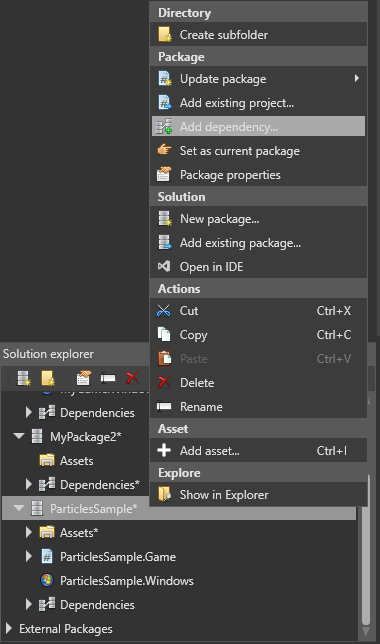 Directory
Create subfolder
Package
Update package
Add existing project...
Add dependency...
Set as current package
Package properties
Solution
New package...
Add existing package...
Open in IDE
Actions
Cut Ctrl+X
Copy Ctrl+C
Paste Ctrl+V
Delete
Rename
Asset
Add asset... Ctrl+I
Explore
Show in Explorer
Solution explorer
Dependencies
MyPackage2*
Assets
Dependencies*
ParticlesSample*
Assets*
ParticlesSample.Game
ParticlesSample.Windows
Dependencies
External Packages